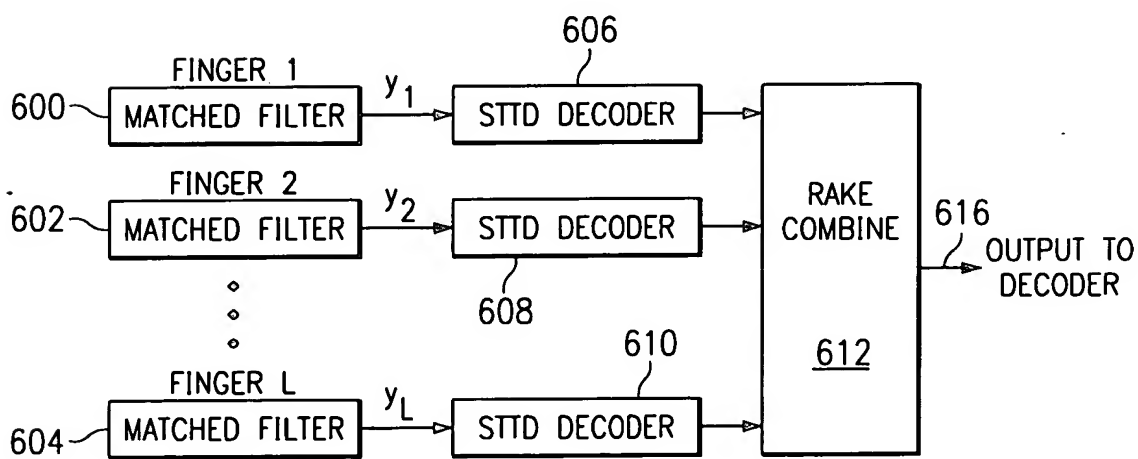 606
FINGER 1
600
MATCHED FILTER
y1
STTD DECODER
FINGER 2
602
MATCHED FILTER
y2
STTD DECODER
608
RAKE
COMBINE
612
616
OUTPUT TO
DECODER
610
FINGER L
604
MATCHED FILTER
yL
STTD DECODER